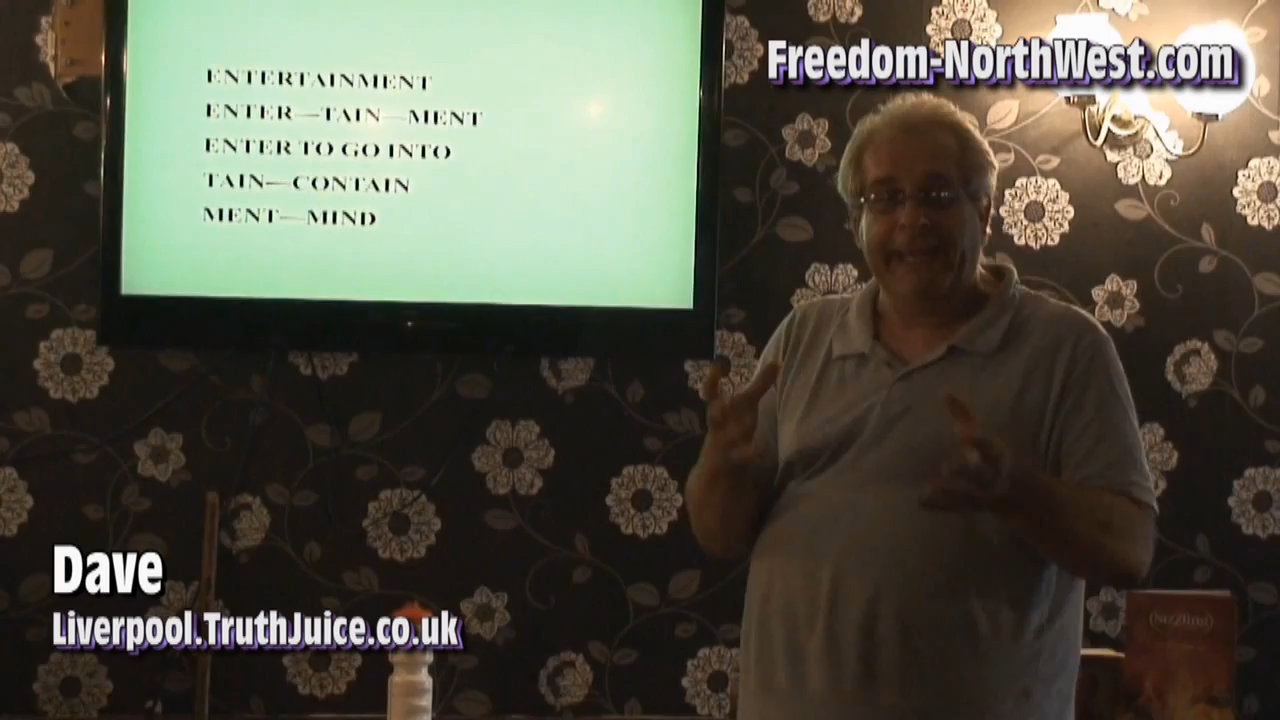 ENTERTAINMENT
ENTER—TAIN—MENT
ENTER TO GO INTO
TAIN—CONTAIN
MENT—MIND
Freedom-NorthWest.com
Dave
Liverpool.TruthJuice.co.uk
(Sizzling)